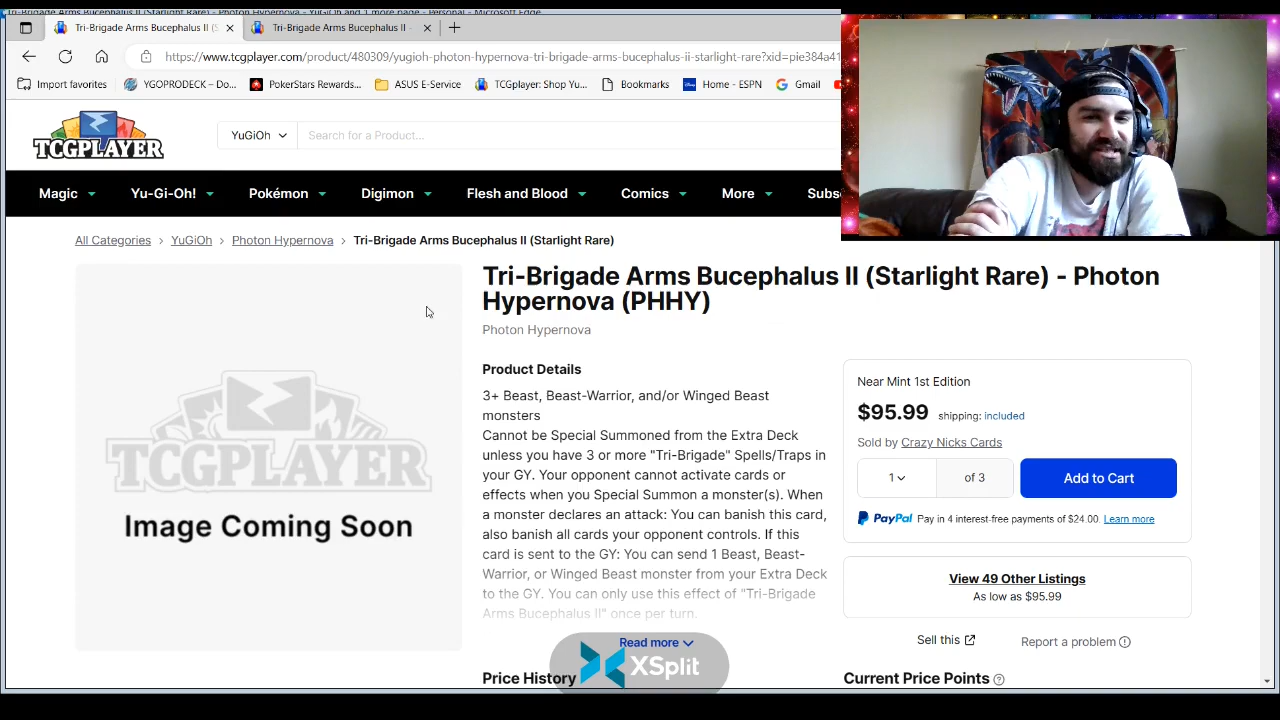 Tri-Brigade Arms Bucephalus II (Starlight Rare) - Photon Hypernova - YuGiOh and 1 more page - Personal - Microsoft Edge
Tri-Brigade Arms Bucephalus II (S
Tri-Brigade Arms Bucephalus II
https://www.tcgplayer.com/product/480309/yugioh-photon-hypernova-tri-brigade-arms-bucephalus-ii-starlight-rare?xid=pie384a41
Import favorites
YGOPRODECK – Do...
PokerStars-Rewards...
ASUS E-Service
TCGplayer: Shop Yu...
Bookmarks
Home - ESPN
Gmail
TCGPLAYER
YuGiOh
Search for a Product...
Magic
Yu-Gi-Oh!
Pokémon
Digimon
Flesh and Blood
Comics
More
Subs
All Categories > YuGiOh > Photon Hypernova > Tri-Brigade Arms Bucephalus II (Starlight Rare)
TCGPLAYER
Image Coming Soon
Tri-Brigade Arms Bucephalus II (Starlight Rare) - Photon
Hypernova (PHHY)
Photon Hypernova
Product Details
3+ Beast, Beast-Warrior, and/or Winged Beast
monsters
Cannot be Special Summoned from the Extra Deck
unless you have 3 or more "Tri-Brigade" Spells/Traps in
your GY. Your opponent cannot activate cards or
effects when you Special Summon a monster(s). When
a monster declares an attack: You can banish this card,
also banish all cards your opponent controls. If this
card is sent to the GY: You can send 1 Beast, Beast-
Warrior, or Winged Beast monster from your Extra Deck
to the GY. You can only use this effect of "Tri-Brigade
Arms Bucephalus II" once per turn.
Read more
XSplit
Price History
Near Mint 1st Edition
$95.99 shipping: included
Sold by Crazy Nicks Cards
1
of 3
Add to Cart
PayPal Pay in 4 interest-free payments of $24.00 Learn more
View 49 Other Listings
As low as $95.99
Sell this
Report a problem
Current Price Points